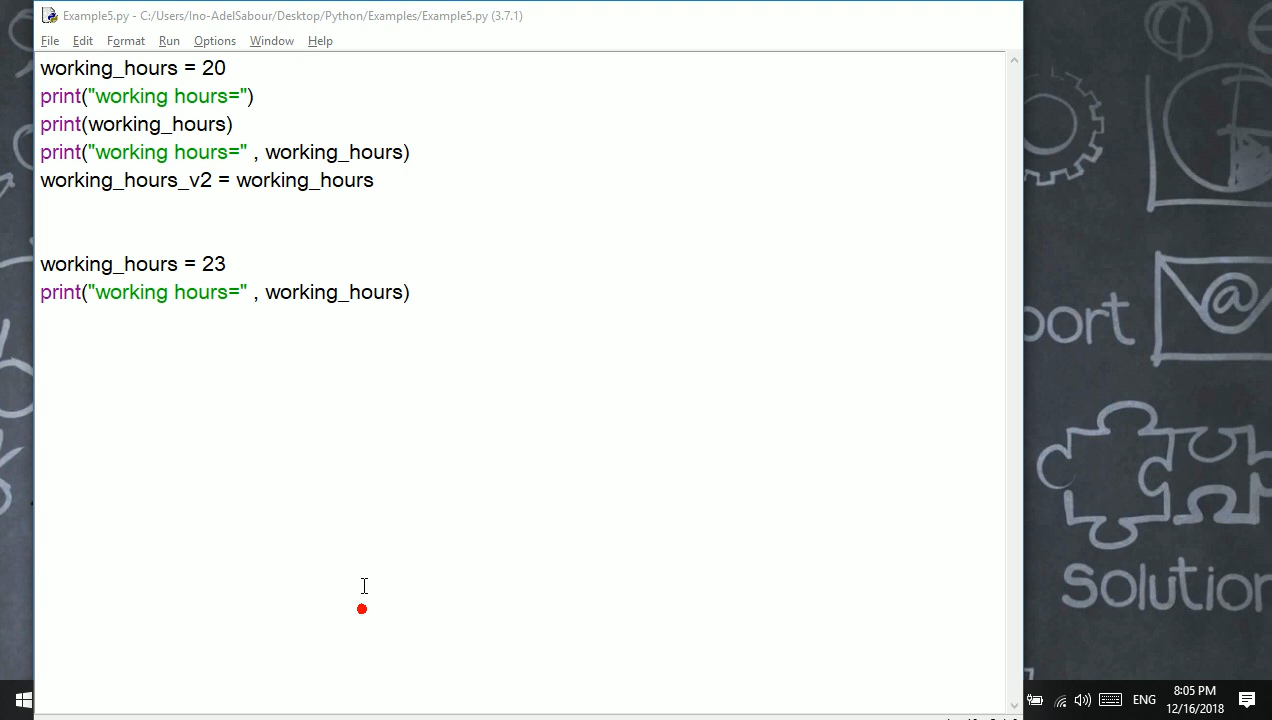 Example5.py - C:/Users/Ino-AdelSabour/Desktop/Python/Examples/Example5.py (3.7.1)
File Edit Format Run Options Window Help
working_hours = 20
print("working hours=")
print(working_hours)
print("working hours=" , working_hours)
working_hours_v2 = working_hours
working_hours = 23
print("working hours=" , working_hours)
port
@
Solution
ENG
8:05 PM
12/16/2018